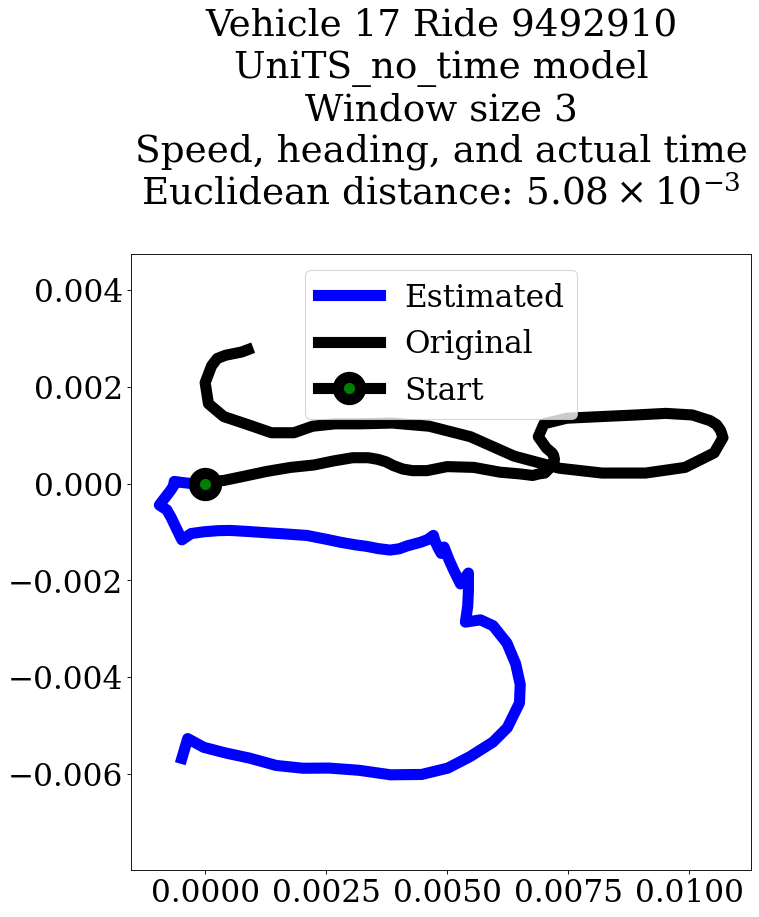 Vehicle 17 Ride 9492910
UniTS_no_time model
Window size 3
Speed, heading, and actual time
Euclidean distance: 5.08 × 10⁻³
Estimated
Original
Start
0.004
0.002
0.000
−0.002
−0.004
−0.006
0.0000 0.0025 0.0050 0.0075 0.0100